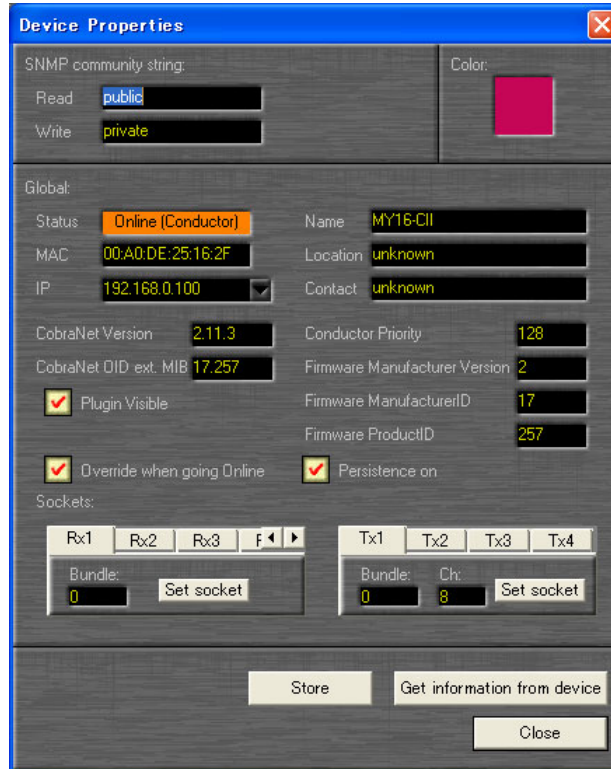 Device Properties
SNMP community string:
Color:
Read public
Write private
Global:
Status Online (Conductor) Name MY16-CII
MAC 00:A0:DE:25:16:2F Location unknown
IP 192.168.0.100 Contact unknown
CobraNet Version 2.11.3 Conductor Priority 128
CobraNet OID ext. MIB 17.257 Firmware Manufacturer Version 2
Plugin Visible Firmware ManufacturerID 17
Firmware ProductID 257
Override when going Online Persistence on
Sockets:
Rx1 Rx2 Rx3 Tx1 Tx2 Tx3 Tx4
Bundle: Bundle: Ch:
0 Set socket 0 8 Set socket
Store Get information from device
Close